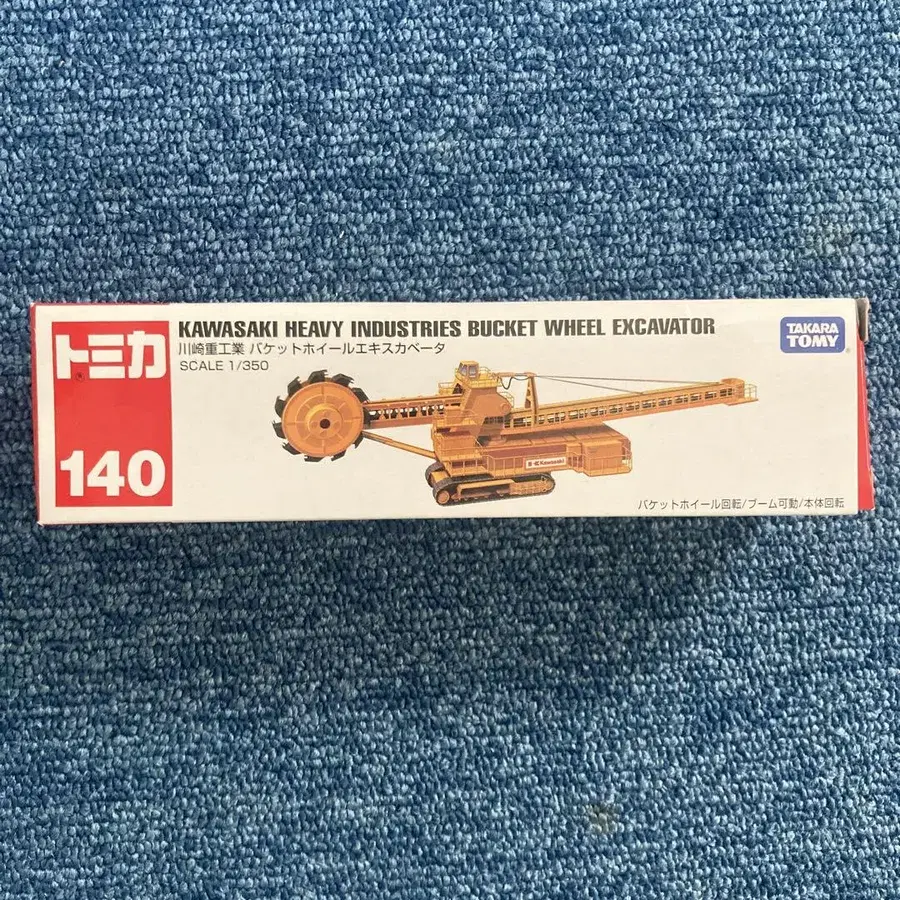 トミカ
®
140
KAWASAKI HEAVY INDUSTRIES BUCKET WHEEL EXCAVATOR
川崎重工業 バケットホイールエキスカベータ
SCALE 1/350
Kawasaki
TAKARA
TOMY
バケットホイール回転/ブーム可動/本体回転